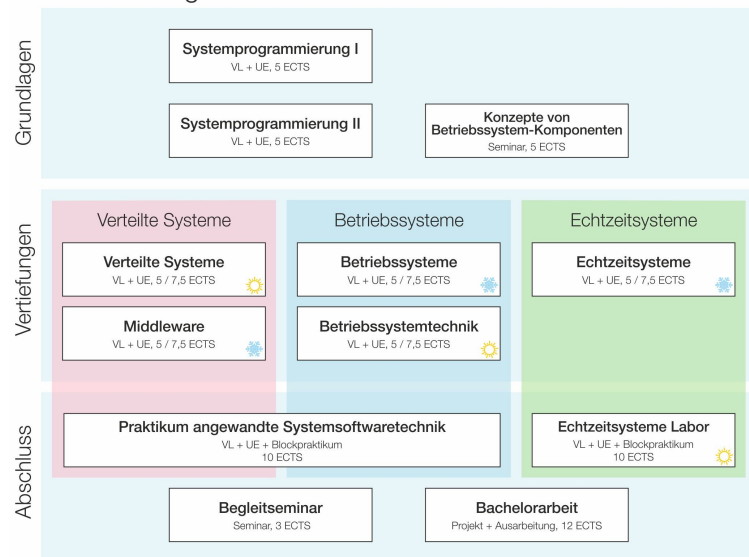 Grundlagen
Systemprogrammierung I
VL + UE, 5 ECTS
Systemprogrammierung II
VL + UE, 5 ECTS
Konzepte von
Betriebssystem-Komponenten
Seminar, 5 ECTS
Vertiefungen
Verteilte Systeme
Betriebssysteme
Echtzeitsysteme
Verteilte Systeme
VL + UE, 5 / 7,5 ECTS
Betriebssysteme
VL + UE, 5 / 7,5 ECTS
Echtzeitsysteme
VL + UE, 5 / 7,5 ECTS
Middleware
VL + UE, 5 / 7,5 ECTS
Betriebssystemtechnik
VL + UE, 5 / 7,5 ECTS
Abschluss
Praktikum angewandte Systemsoftwaretechnik
VL + UE + Blockpraktikum
10 ECTS
Echtzeitsysteme Labor
VL + UE + Blockpraktikum
10 ECTS
Begleitseminar
Seminar, 3 ECTS
Bachelorarbeit
Projekt + Ausarbeitung, 12 ECTS